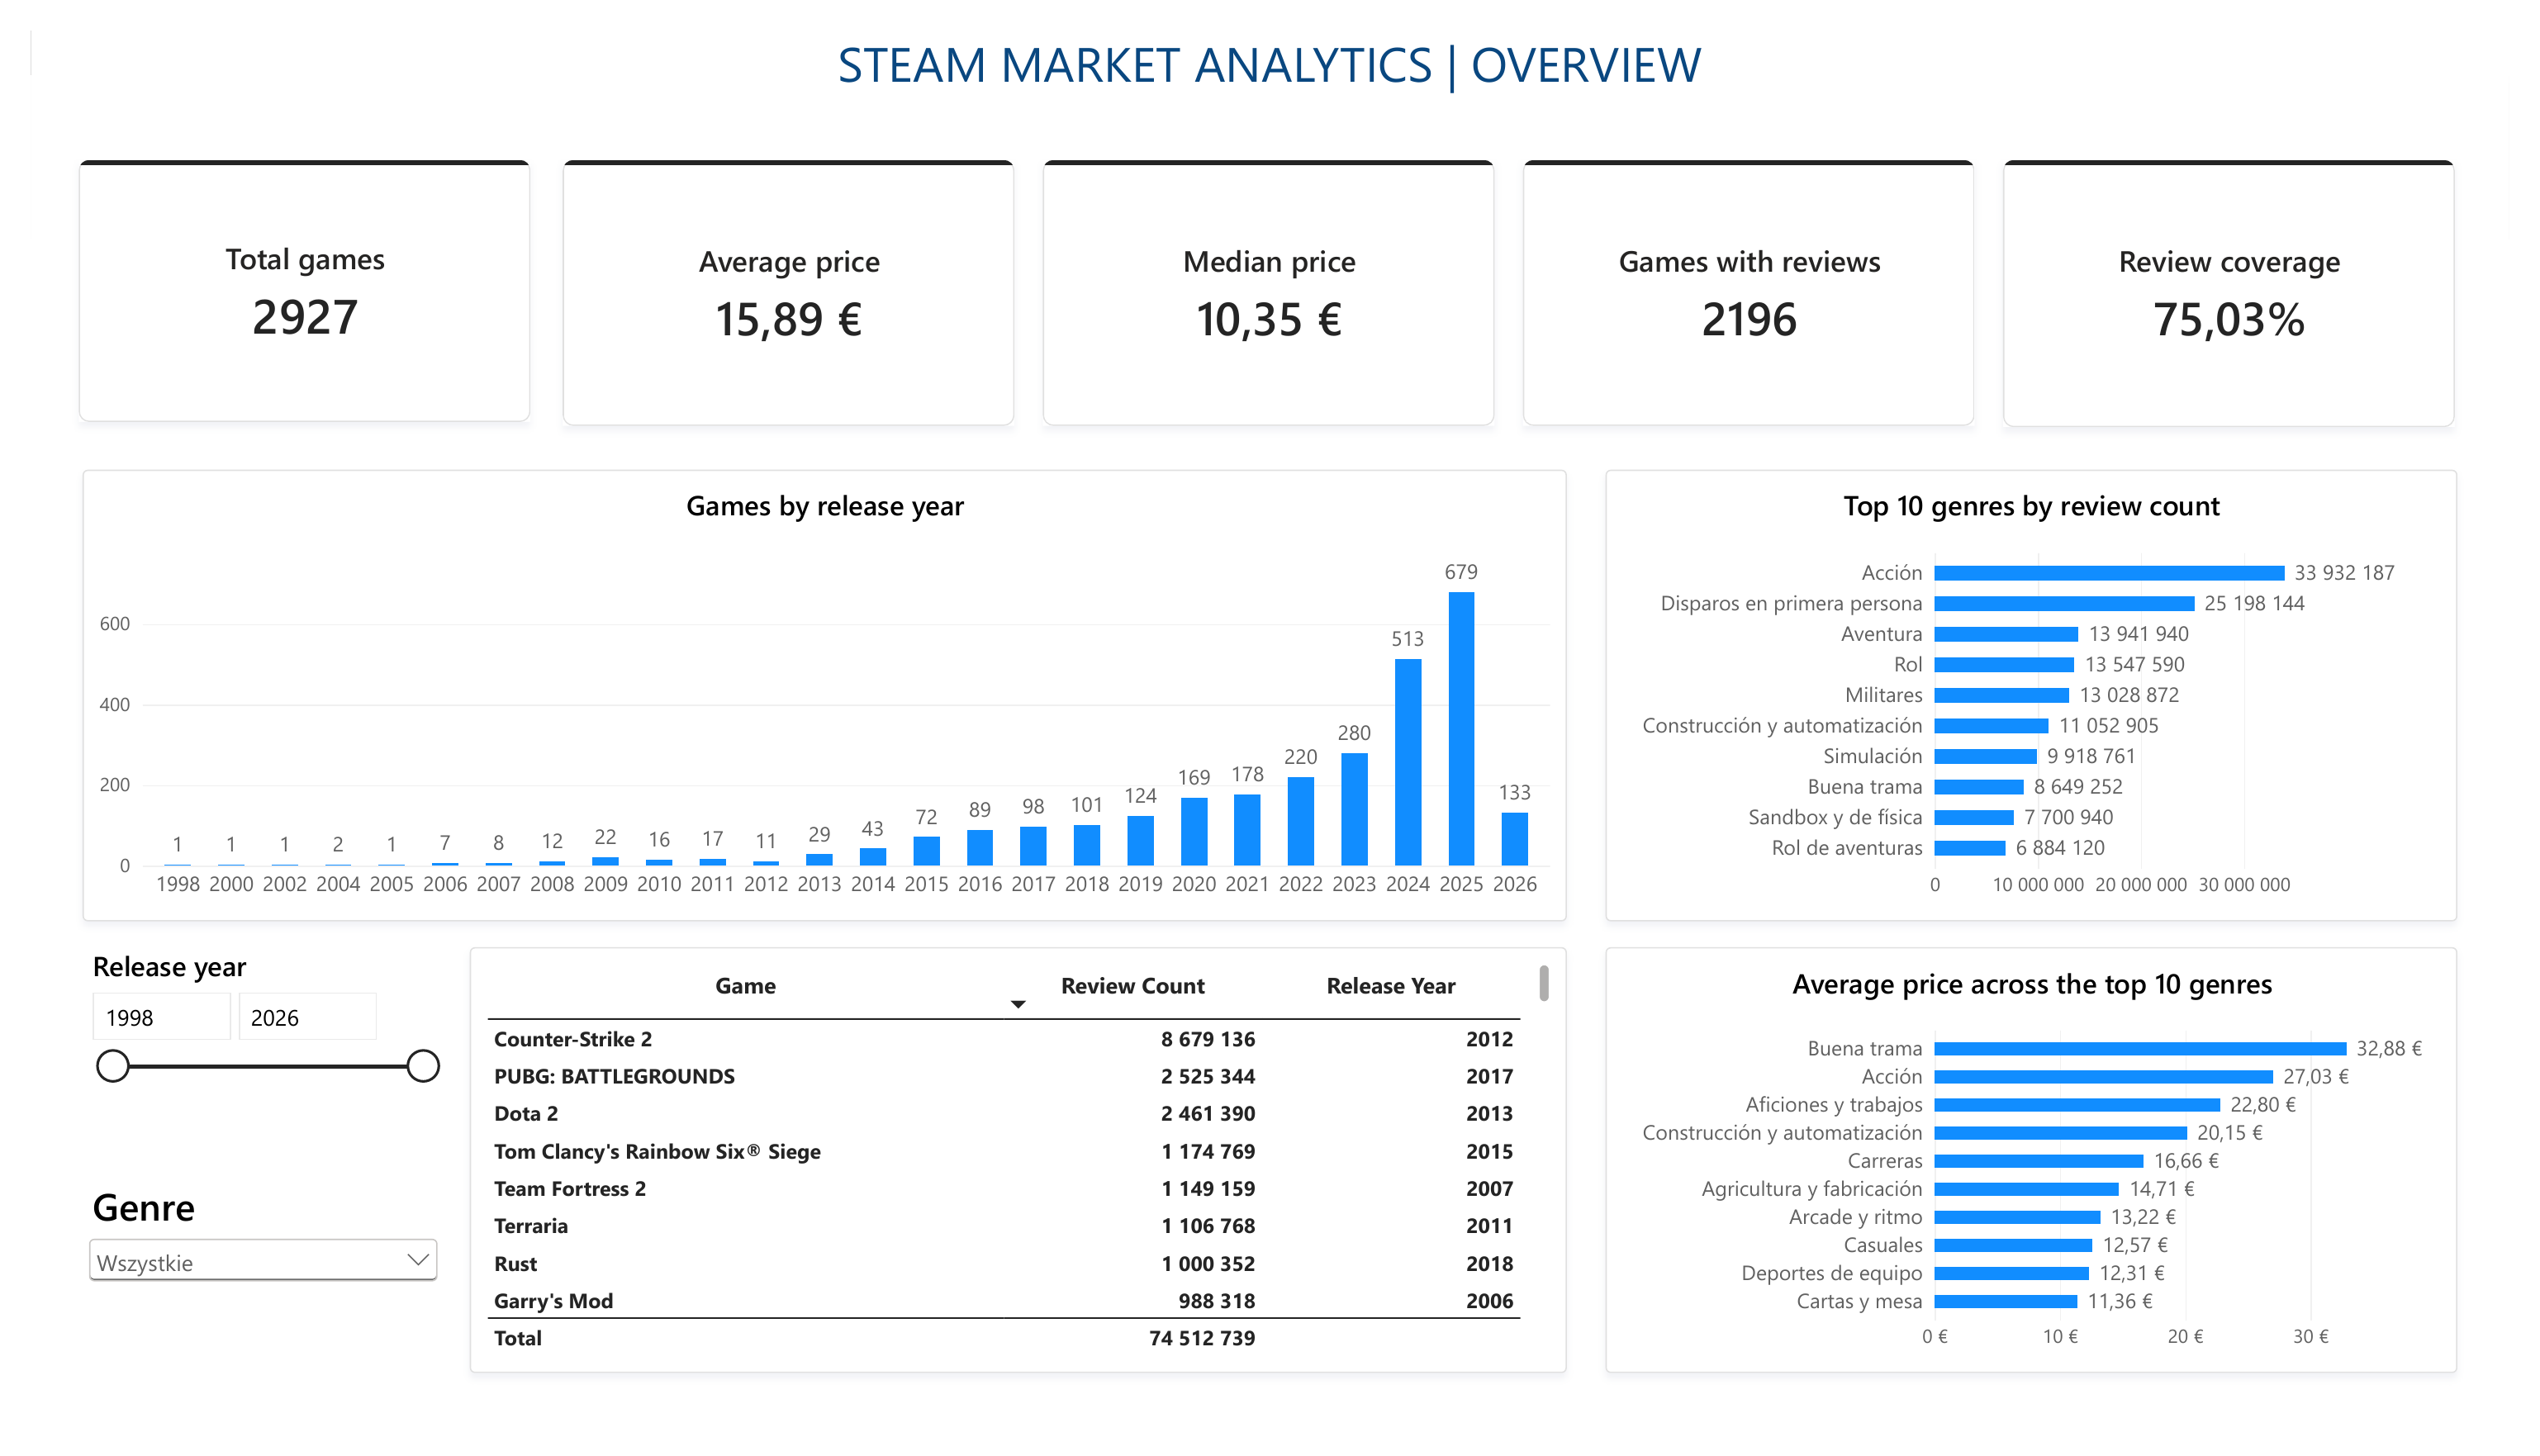 STEAM MARKET ANALYTICS | OVERVIEW
Total games
2927
Average price
15,89 €
Median price
10,35 €
Games with reviews
2196
Review coverage
75,03%
Games by release year
600
400
200
0
1 1 1 2 1 7 8 12 22 16 17 11 29 43 72 89 98 101 124 169 178 220 280 513 679 133
1998 2000 2002 2004 2005 2006 2007 2008 2009 2010 2011 2012 2013 2014 2015 2016 2017 2018 2019 2020 2021 2022 2023 2024 2025 2026
Top 10 genres by review count
Acción 33 932 187
Disparos en primera persona 25 198 144
Aventura 13 941 940
Rol 13 547 590
Militares 13 028 872
Construcción y automatización 11 052 905
Simulación 9 918 761
Buena trama 8 649 252
Sandbox y de física 7 700 940
Rol de aventuras 6 884 120
0 10 000 000 20 000 000 30 000 000
Release year
1998 2026
Genre
Wszystkie
Game Review Count Release Year
Counter-Strike 2 8 679 136 2012
PUBG: BATTLEGROUNDS 2 525 344 2017
Dota 2 2 461 390 2013
Tom Clancy's Rainbow Six® Siege 1 174 769 2015
Team Fortress 2 1 149 159 2007
Terraria 1 106 768 2011
Rust 1 000 352 2018
Garry's Mod 988 318 2006
Total 74 512 739
Average price across the top 10 genres
Buena trama 32,88 €
Acción 27,03 €
Aficiones y trabajos 22,80 €
Construcción y automatización 20,15 €
Carreras 16,66 €
Agricultura y fabricación 14,71 €
Arcade y ritmo 13,22 €
Casuales 12,57 €
Deportes de equipo 12,31 €
Cartas y mesa 11,36 €
0 € 10 € 20 € 30 €